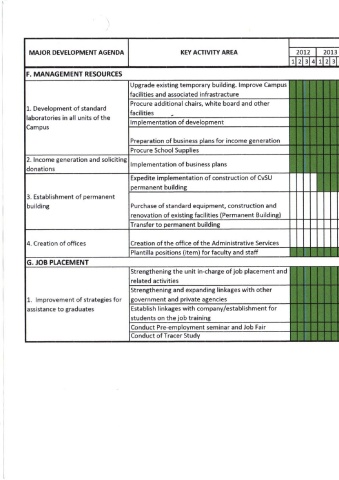 MAJOR DEVELOPMENT AGENDA KEY ACTIVITY AREA 2012 2013
1 2 3 4 1 2 3
F. MANAGEMENT RESOURCES
1. Development of standard
laboratories in all units of the
Campus
Upgrade existing temporary building. Improve Campus
facilities and associated infrastracture
Procure additional chairs, white board and other
facilities
Implementation of development
Preparation of business plans for income generation
Procure School Supplies
2. Income generation and soliciting
donations
Implementation of business plans
3. Establishment of permanent
building
Expedite implementation of construction of CvSU
permanent building
Purchase of standard equipment, construction and
renovation of existing facilities (Permanent Building)
Transfer to permanent building
4. Creation of offices
Creation of the office of the Administrative Services
Plantilla positions (item) for faculty and staff
G. JOB PLACEMENT
1. Improvement of strategies for
assistance to graduates
Strengthening the unit in-charge of job placement and
related activities
Strengthening and expanding linkages with other
government and private agencies
Establish linkages with company/establishment for
students on the job training
Conduct Pre-employment seminar and Job Fair
Conduct of Tracer Study